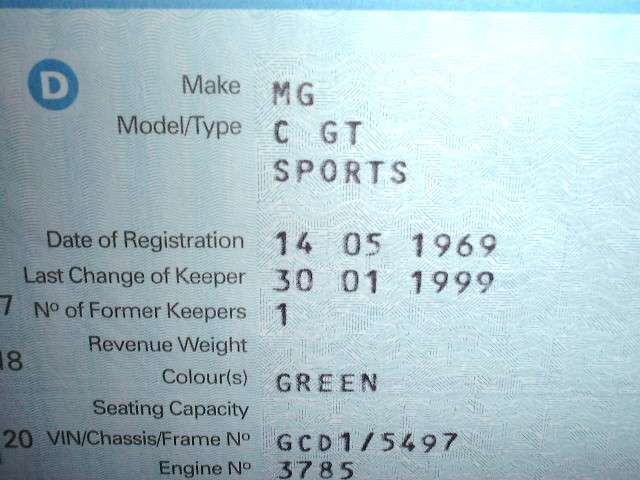 D Make MG
Model/Type C GT
SPORTS
Date of Registration 14 05 1969
Last Change of Keeper 30 01 1999
7 Nº of Former Keepers 1
Revenue Weight
18
Colour(s) GREEN
Seating Capacity
20 VIN/Chassis/Frame Nº GCD1/5497
Engine Nº 3785